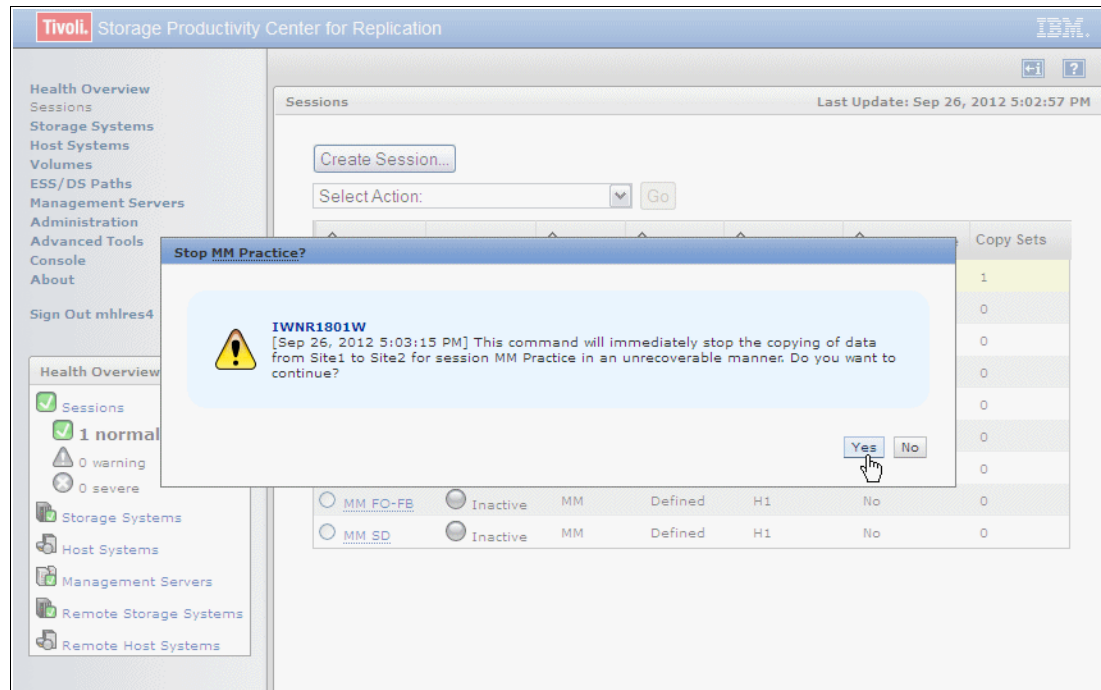 Tivoli. Storage Productivity Center for Replication
IBM.
Health Overview
Sessions
Storage Systems
Host Systems
Volumes
ESS/DS Paths
Management Servers
Administration
Advanced Tools
Console
About
Sign Out mhlres4
Health Overview
Sessions
1 normal
0 warning
0 severe
Storage Systems
Host Systems
Management Servers
Remote Storage Systems
Remote Host Systems
?
Sessions
Last Update: Sep 26, 2012 5:02:57 PM
Create Session...
Select Action:
Go
Copy Sets
1
0
0
0
0
0
0
MM FO-FB Inactive MM Defined H1 No 0
MM SD Inactive MM Defined H1 No 0
Stop MM Practice?
IWNR1801W
[Sep 26, 2012 5:03:15 PM] This command will immediately stop the copying of data
from Site1 to Site2 for session MM Practice in an unrecoverable manner. Do you want to
continue?
Yes
No